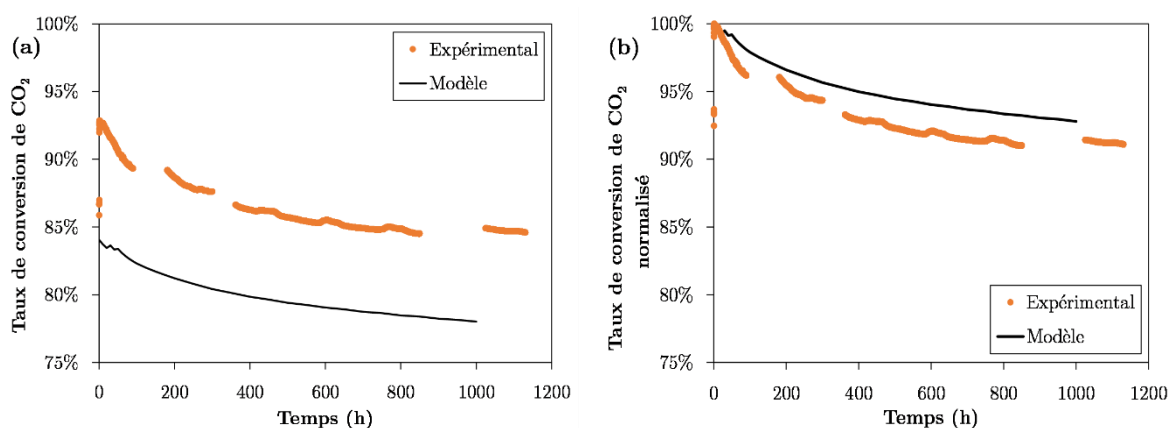 (a)
Taux de conversion de CO₂
100%
95%
90%
85%
80%
75%
0
200
400
600
800
1000
1200
Temps (h)
Expérimental
Modèle
(b)
Taux de conversion de CO₂
normalisé
100%
95%
90%
85%
80%
75%
0
200
400
600
800
1000
1200
Temps (h)
Expérimental
Modèle